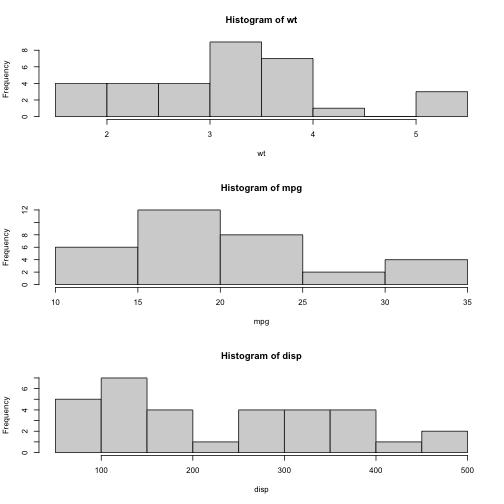 Histogram of wt
Frequency
0 2 4 6 8
2 3 4 5
wt
Histogram of mpg
Frequency
0 2 4 6 8 12
10 15 20 25 30 35
mpg
Histogram of disp
Frequency
0 2 4 6
100 200 300 400 500
disp